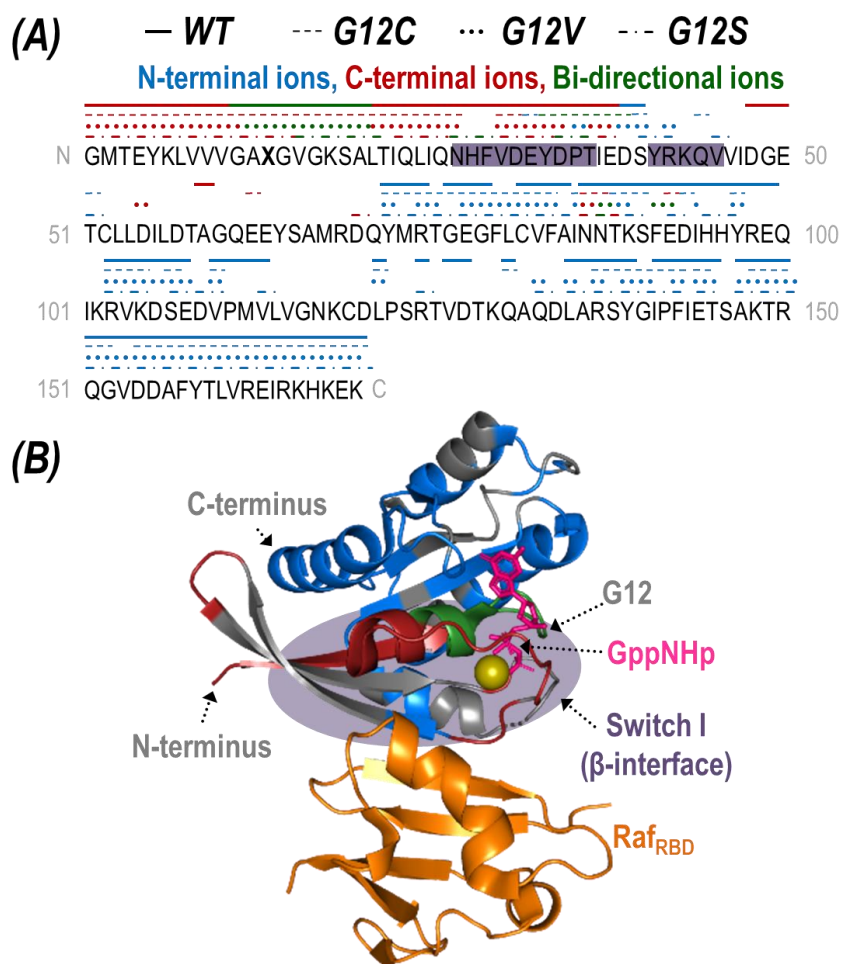 (A) — WT --- G12C ··· G12V -·- G12S
N-terminal ions, C-terminal ions, Bi-directional ions
N GMTEYKLVVVGAXGVGKSALTIQLIQNHFVDEYDPTIEDSYRKQVVIDGE 50
51 TCLLDILDTAGQEEYSAMRDQYMRTGEGFLCVFAINNTKSFEDIHHYREQ 100
101 IKRVKDSEDVPMVLVGNKCDLPSRTVDTKQAQDLARSYGIPFIETSAKTR 150
151 QGVDDAFYTLVREIRKHKEK C
(B)
C-terminus
G12
GppNHp
N-terminus
Switch I
(β-interface)
RafRBD